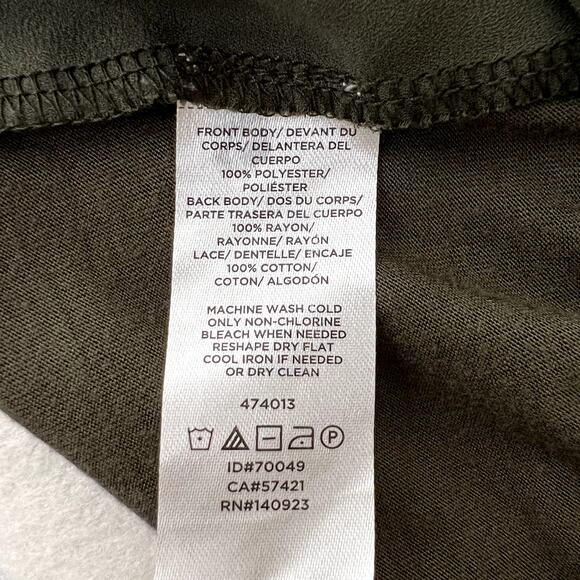 FRONT BODY/ DEVANT DU
CORPS/ DELANTERA DEL
CUERPO
100% POLYESTER/
POLIÉSTER
BACK BODY/ DOS DU CORPS/
PARTE TRASERA DEL CUERPO
100% RAYON/
RAYONNE/ RAYÓN
LACE/ DENTELLE/ ENCAJE
100% COTTON/
COTON/ ALGODÓN
MACHINE WASH COLD
ONLY NON-CHLORINE
BLEACH WHEN NEEDED
RESHAPE DRY FLAT
COOL IRON IF NEEDED
OR DRY CLEAN
474013
P
ID#70049
CA#57421
RN#140923